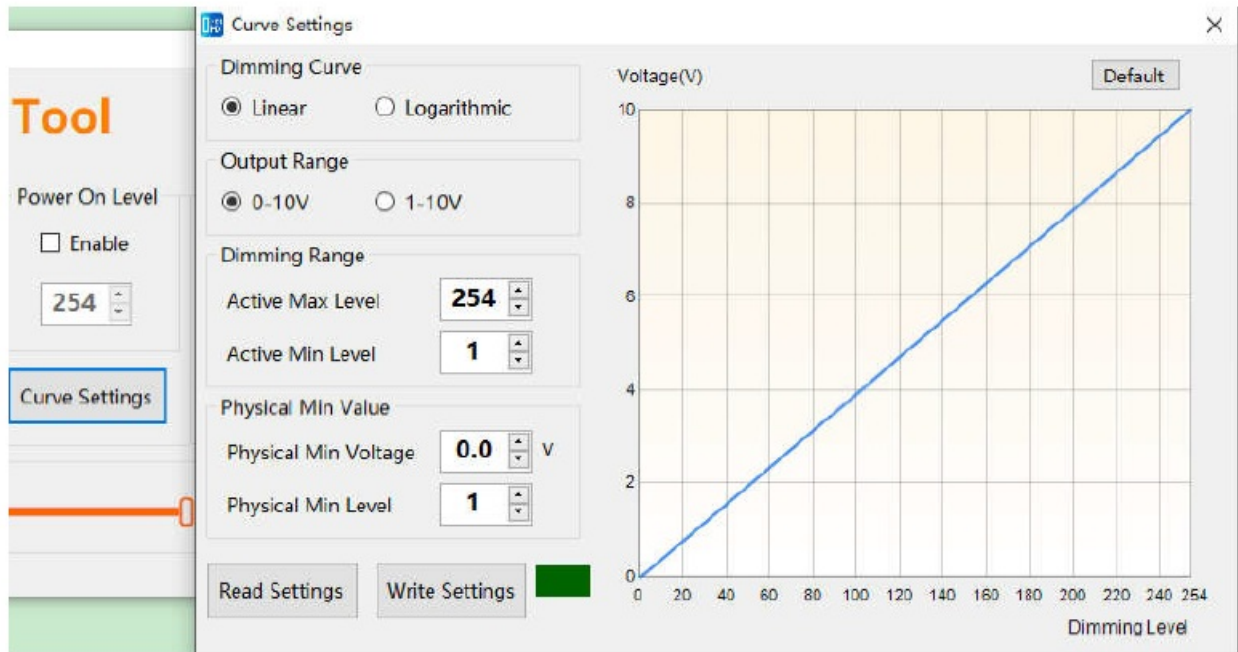 Curve Settings
Tool
Power On Level
Enable
254
Curve Settings
Dimming Curve
Linear
Logarithmic
Output Range
0~10V
1~10V
Dimming Range
Active Max Level
254
Active Min Level
1
Physical Min Value
Physical Min Voltage
0.0
V
Physical Min Level
1
Read Settings
Write Settings
Voltage(V)
Default
10
8
6
4
2
0
0 20 40 60 80 100 120 140 160 180 200 220 240 254
Dimming Level